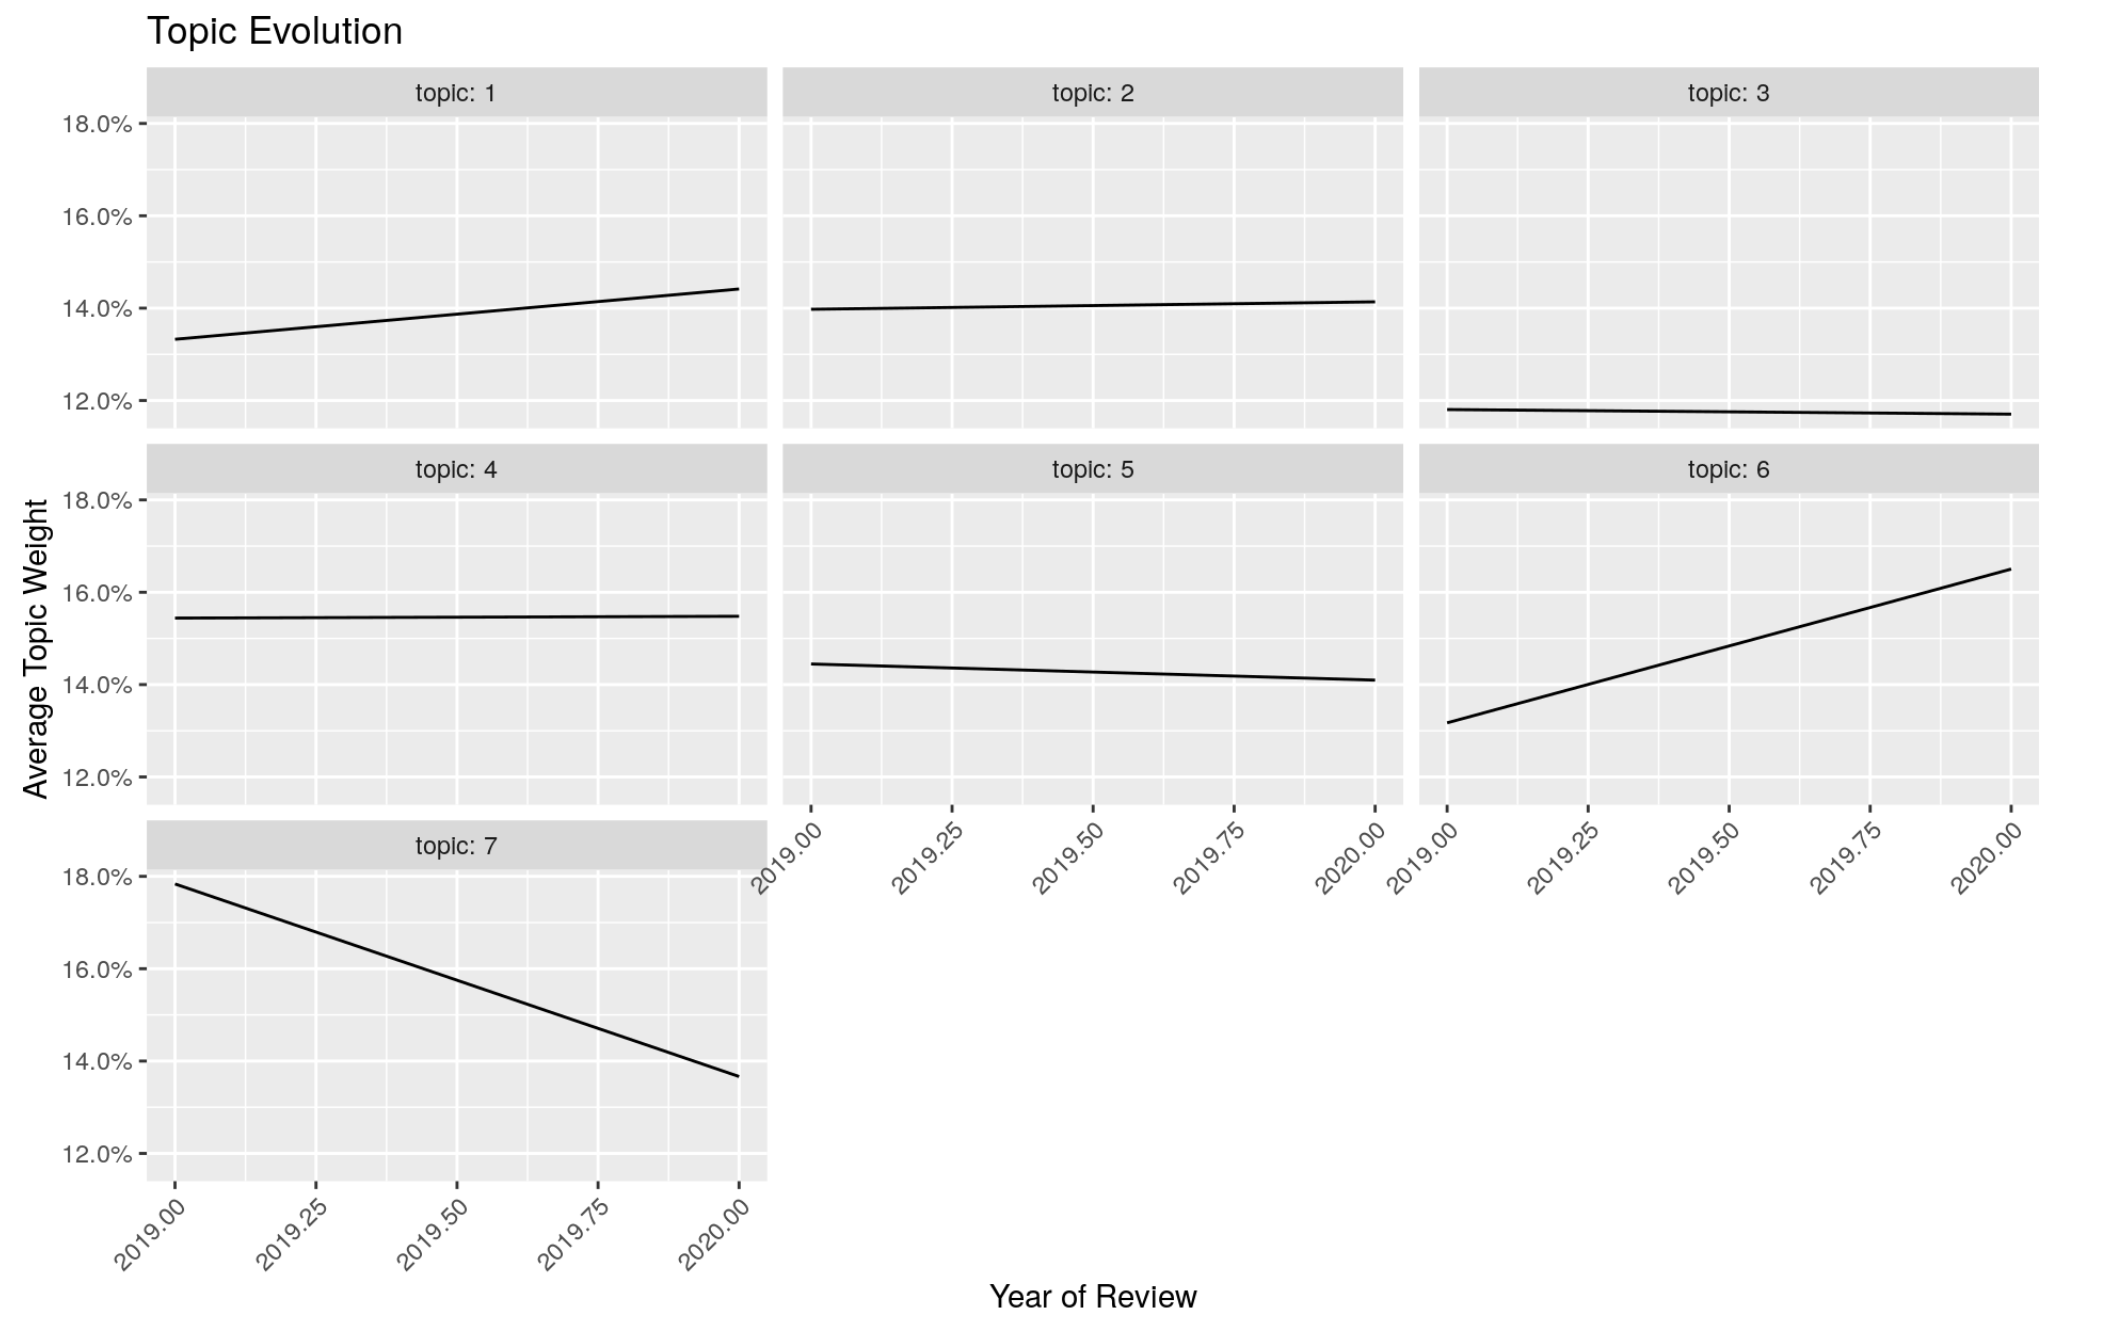 Topic Evolution
topic: 1
topic: 2
topic: 3
18.0%
16.0%
14.0%
12.0%
topic: 4
topic: 5
topic: 6
18.0%
16.0%
14.0%
12.0%
Average Topic Weight
2019.00 2019.25 2019.50 2019.75 2020.00
2019.00 2019.25 2019.50 2019.75 2020.00
topic: 7
18.0%
16.0%
14.0%
12.0%
2019.00 2019.25 2019.50 2019.75 2020.00
Year of Review